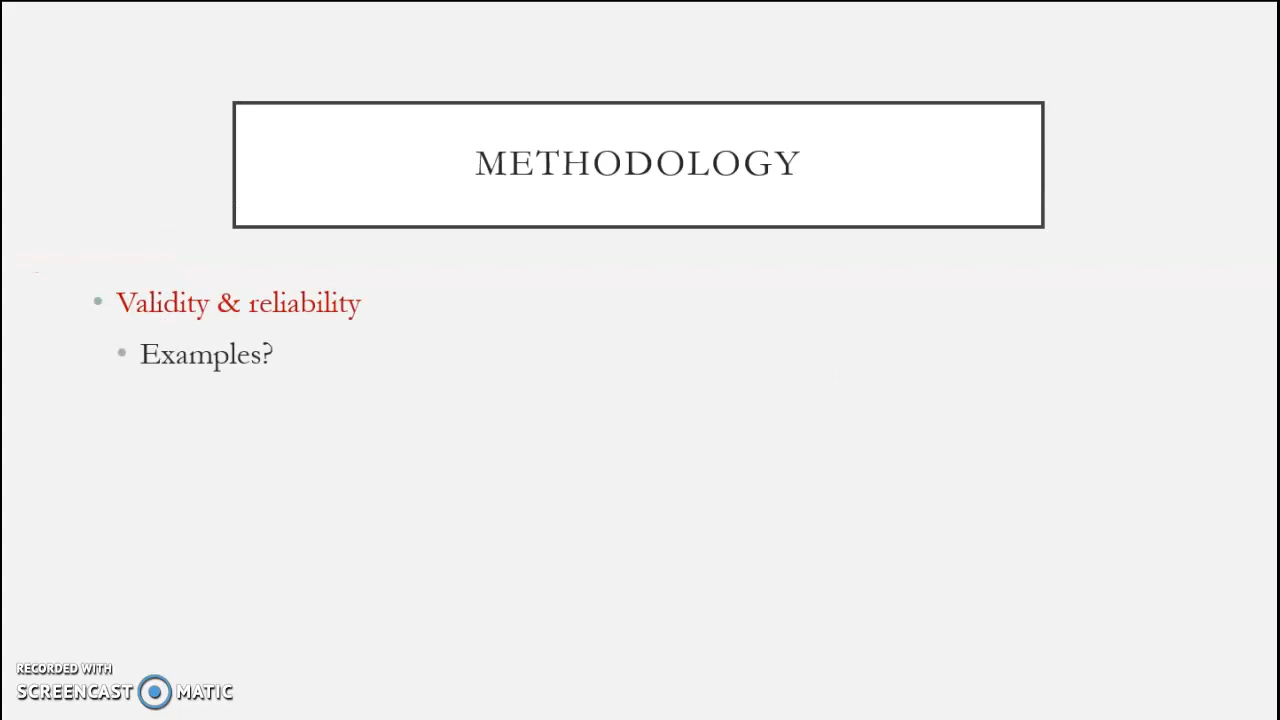 METHODOLOGY
Validity & reliability
Examples?
RECORDED WITH
SCREENCAST MATIC